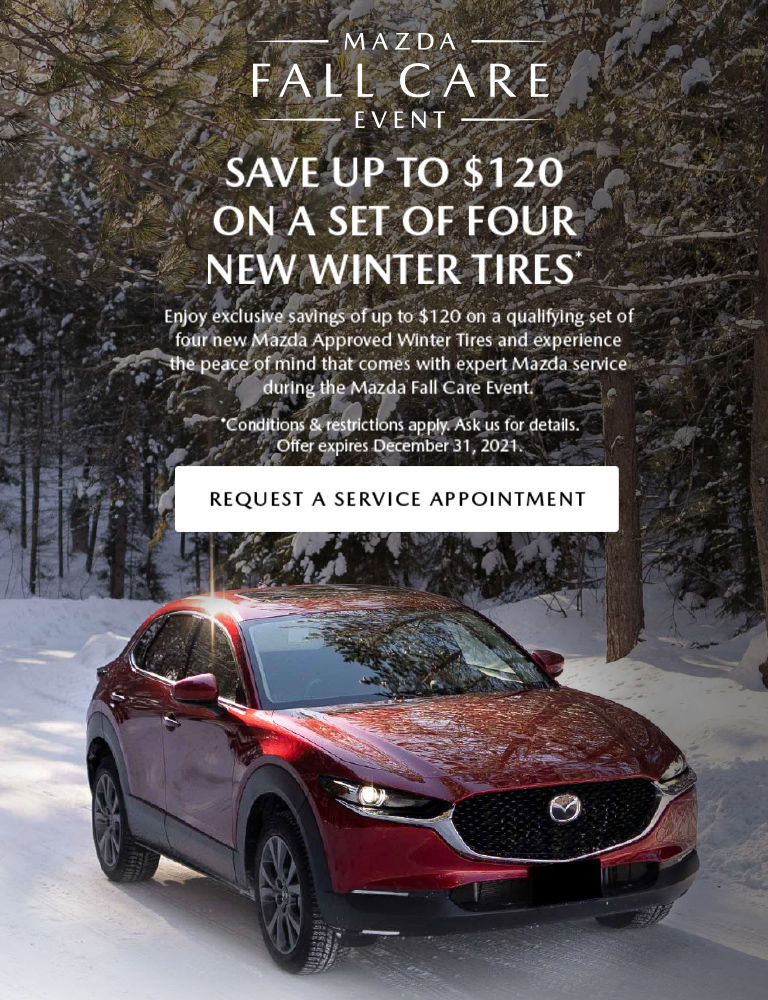 MAZDA
FALL CARE
EVENT
SAVE UP TO $120
ON A SET OF FOUR
NEW WINTER TIRES*
Enjoy exclusive savings of up to $120 on a qualifying set of
four new Mazda Approved Winter Tires and experience
the peace of mind that comes with expert Mazda service
during the Mazda Fall Care Event.
*Conditions & restrictions apply. Ask us for details.
Offer expires December 31, 2021.
REQUEST A SERVICE APPOINTMENT